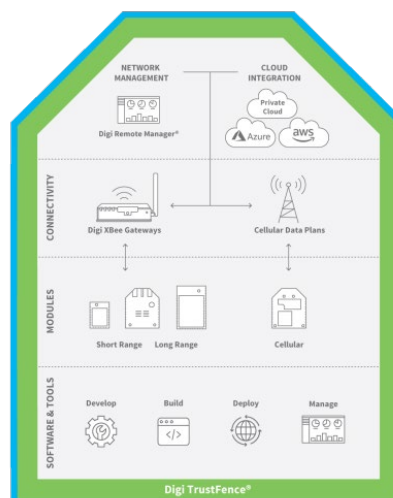 NETWORK
MANAGEMENT
CLOUD
INTEGRATION
Digi Remote Manager®
Private
Cloud
Azure
aws
CONNECTIVITY
Digi XBee Gateways
Cellular Data Plans
MODULES
Short Range
Long Range
Cellular
SOFTWARE & TOOLS
Develop
Build
Deploy
Manage
</>
Digi TrustFence®